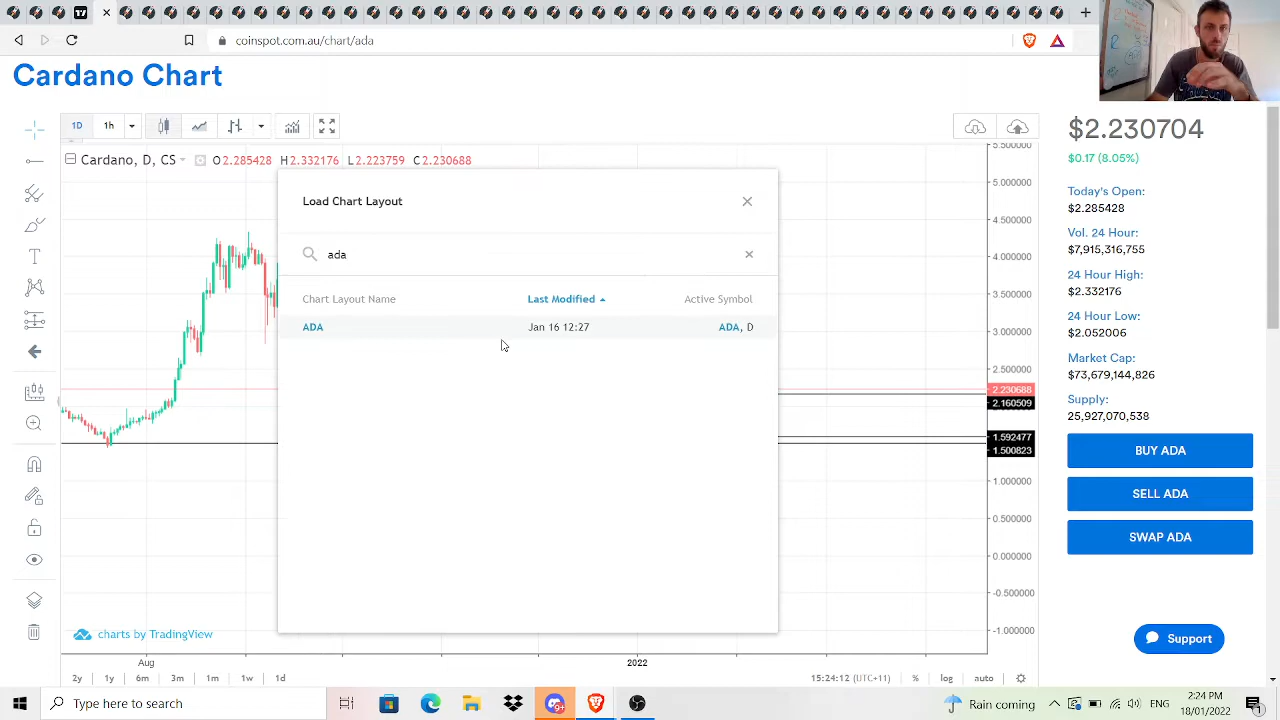 coinspot.com.au/chart/ada
Cardano Chart
1D
1h
Cardano, D, CS
O2.285428 H2.332176 L2.223759 C2.230688
Load Chart Layout
ada
Chart Layout Name Last Modified Active Symbol
ADA Jan 16 12:27 ADA, D
5.500000
5.000000
4.500000
4.000000
3.500000
3.000000
2.500000
2.230688
2.160509
1.592477
1.500823
1.000000
0.500000
0.000000
-0.500000
-1.000000
charts by TradingView
Aug 2022
2y 1y 6m 3m 1m 1w 1d
15:24:12 (UTC+11) % log auto
$2.230704
$0.17 (8.05%)
Today's Open:
$2.285428
Vol. 24 Hour:
$7,915,316,755
24 Hour High:
$2.332176
24 Hour Low:
$2.052006
Market Cap:
$73,679,144,826
Supply:
25,927,070,538
BUY ADA
SELL ADA
SWAP ADA
Support
Type here to search
Rain coming
ENG
2:24 PM
18/01/2022